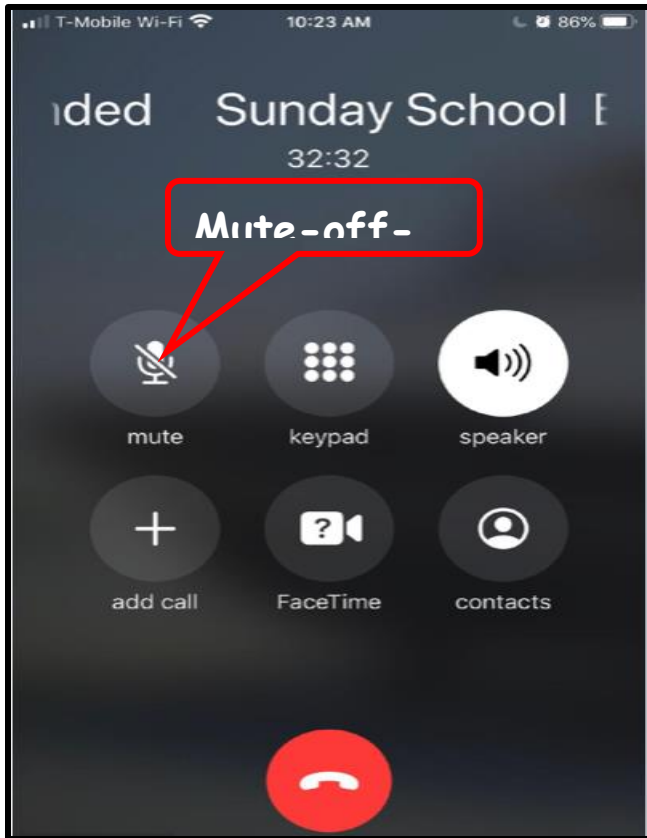 T-Mobile Wi-Fi 10:23 AM 86%
ded Sunday School
32:32
Mute-off-
mute keypad speaker
add call FaceTime contacts